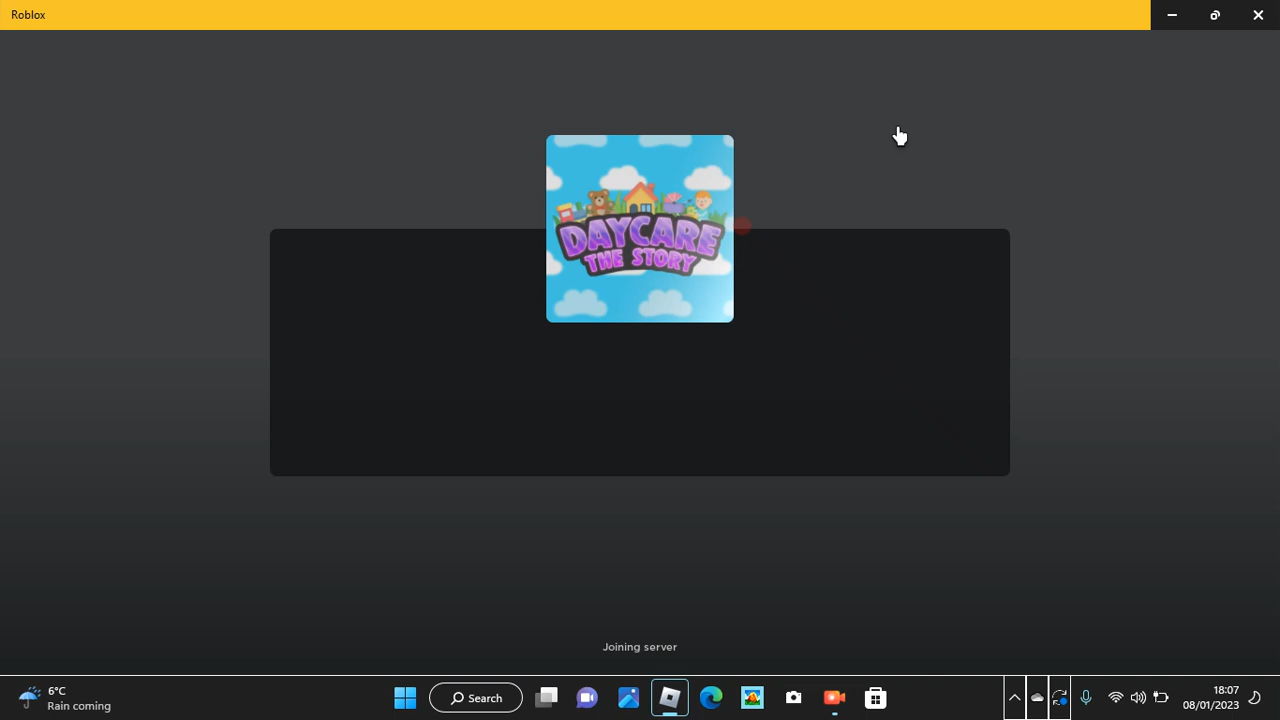 Roblox
DAYCARE
THE STORY
Joining server
6°C
Rain coming
Search
18:07
08/01/2023